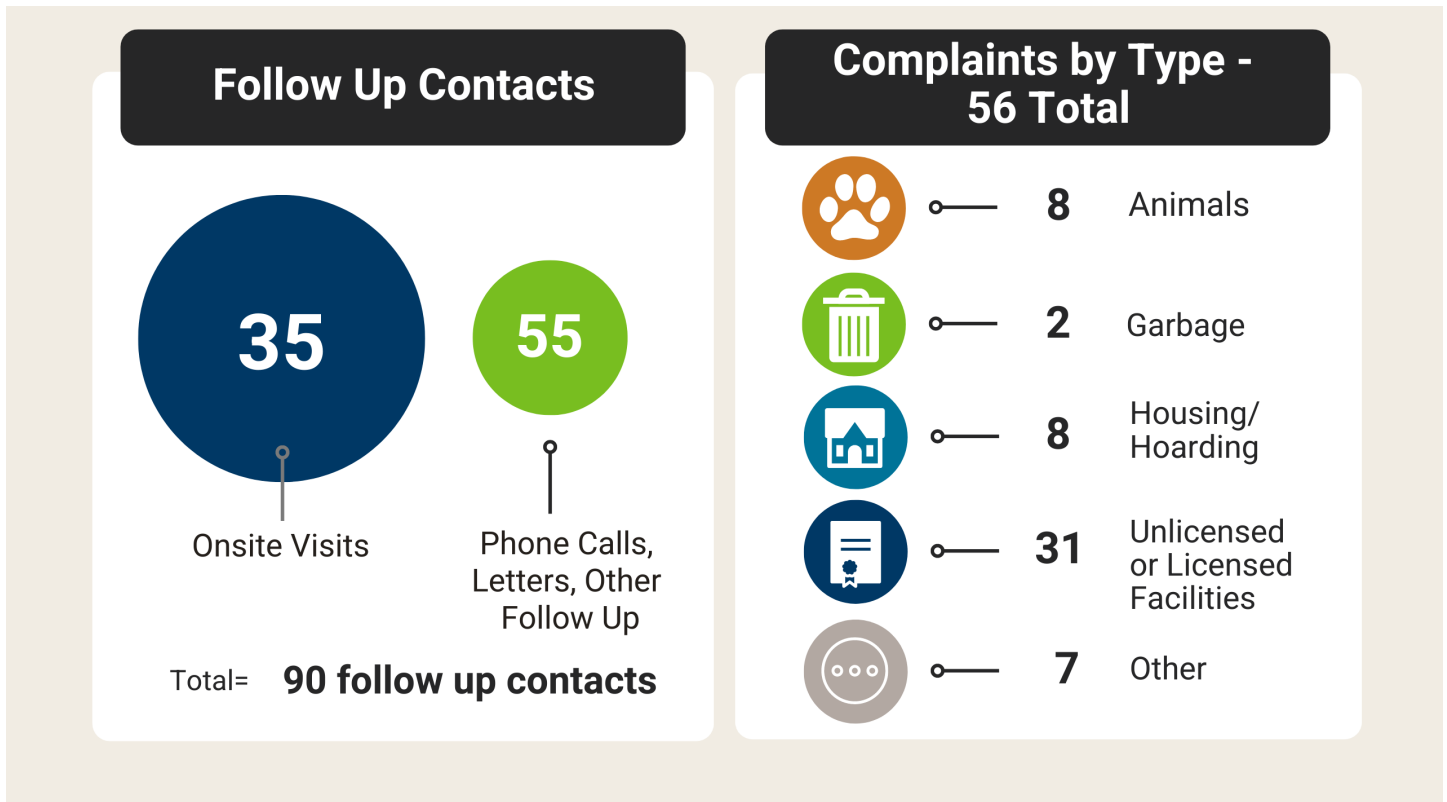 Follow Up Contacts
35
55
Onsite Visits
Phone Calls,
Letters, Other
Follow Up
Total= 90 follow up contacts
Complaints by Type -
56 Total
8 Animals
2 Garbage
8 Housing/
Hoarding
31 Unlicensed
or Licensed
Facilities
7 Other